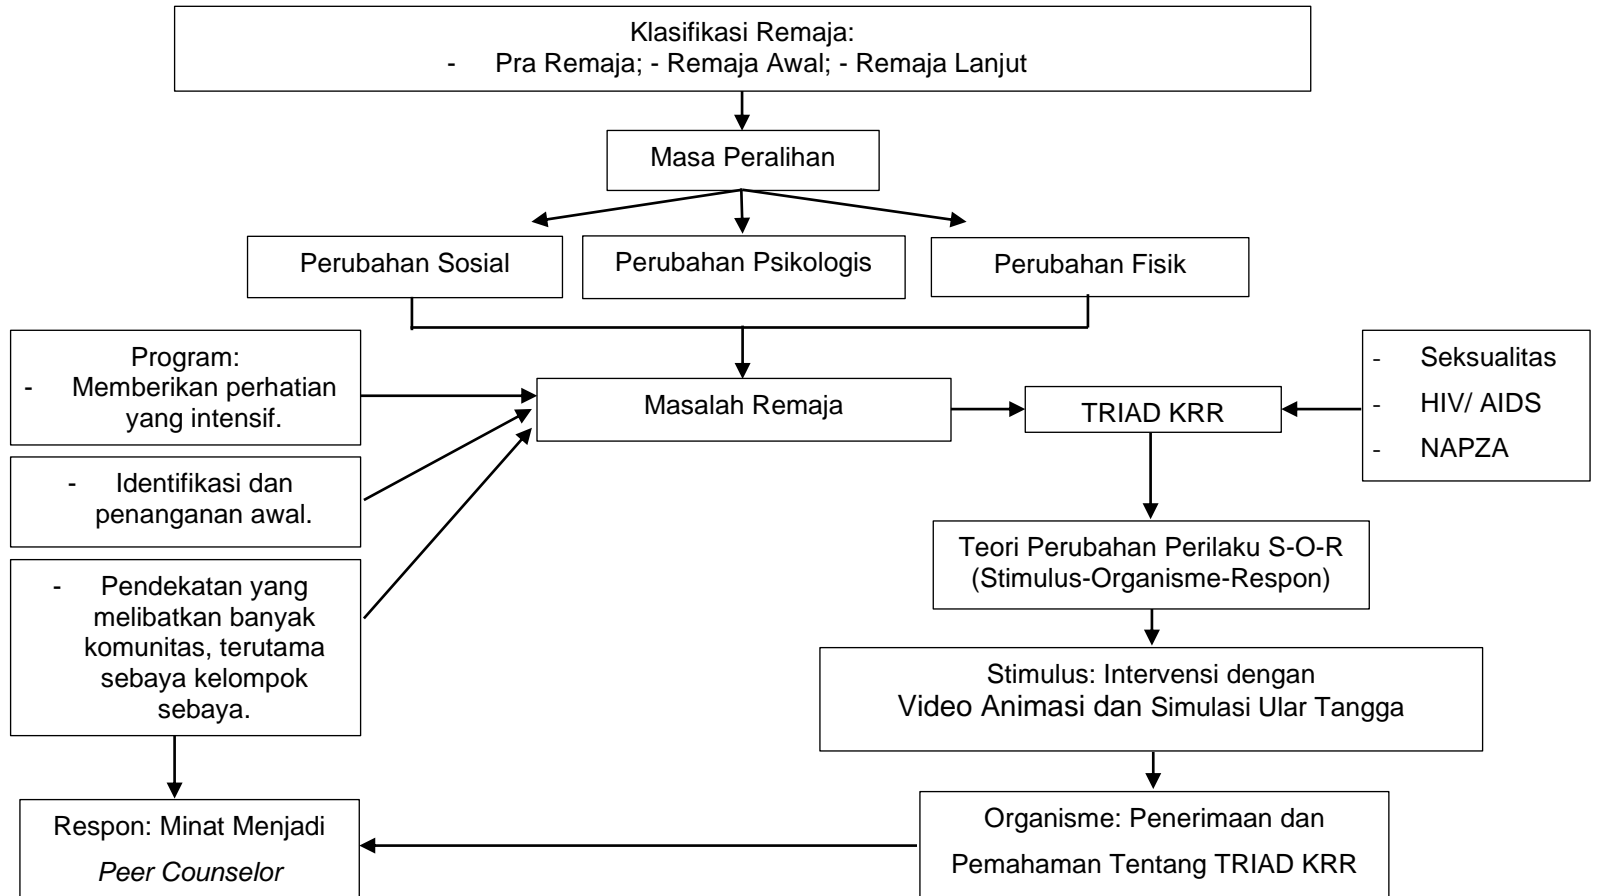 Klasifikasi Remaja:
- Pra Remaja; - Remaja Awal; - Remaja Lanjut
Masa Peralihan
Perubahan Sosial
Perubahan Psikologis
Perubahan Fisik
Program:
- Memberikan perhatian
yang intensif.
Masalah Remaja
TRIAD KRR
- Seksualitas
- HIV/ AIDS
- NAPZA
- Identifikasi dan
penanganan awal.
- Pendekatan yang
melibatkan banyak
komunitas, terutama
sebaya kelompok
sebaya.
Teori Perubahan Perilaku S-O-R
(Stimulus-Organisme-Respon)
Stimulus: Intervensi dengan
Video Animasi dan Simulasi Ular Tangga
Respon: Minat Menjadi
Peer Counselor
Organisme: Penerimaan dan
Pemahaman Tentang TRIAD KRR